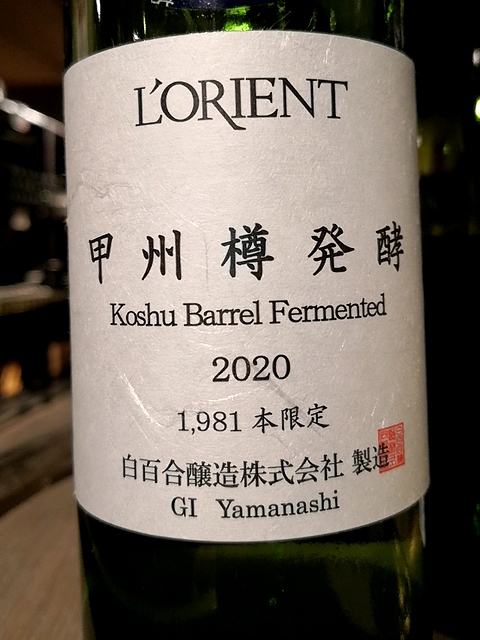 L'ORIENT
甲州樽発酵
Koshu Barrel Fermented
2020
1,981 本限定
白百合醸造株式会社 製造
GI Yamanashi